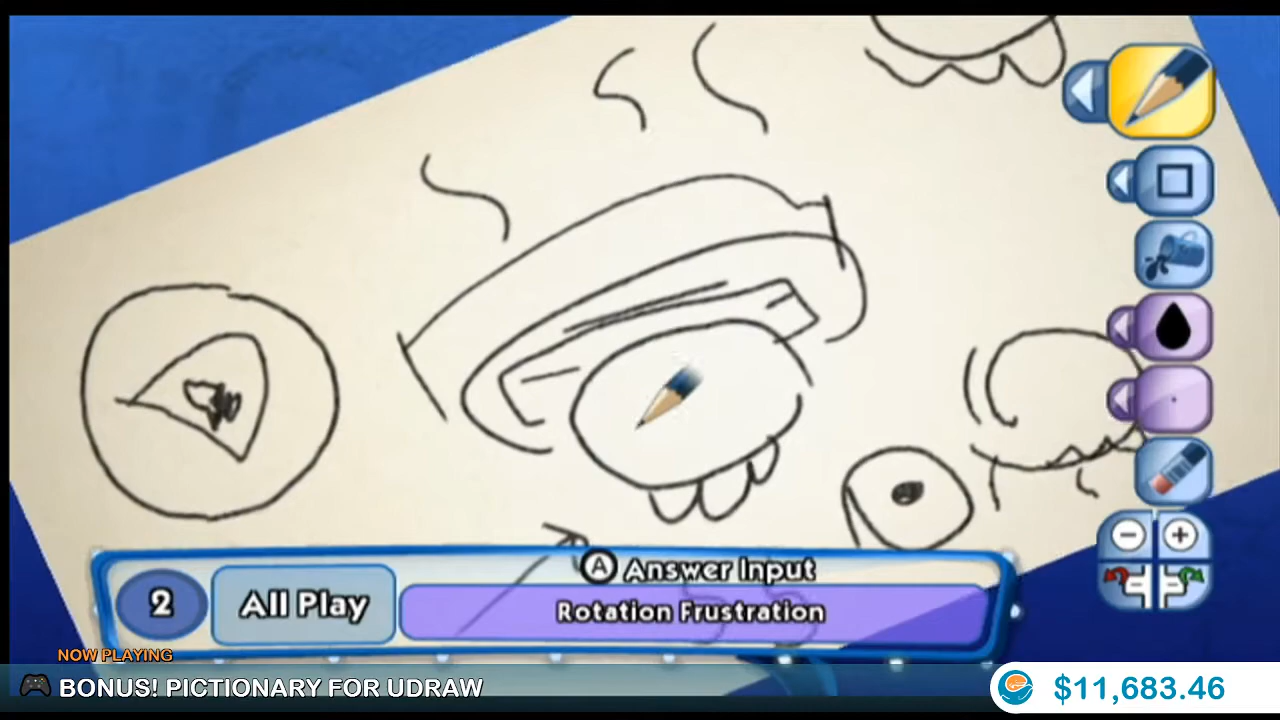 A Answer Input
2 All Play Rotation Frustration
NOW PLAYING
BONUS! PICTIONARY FOR UDRAW
$11,683.46